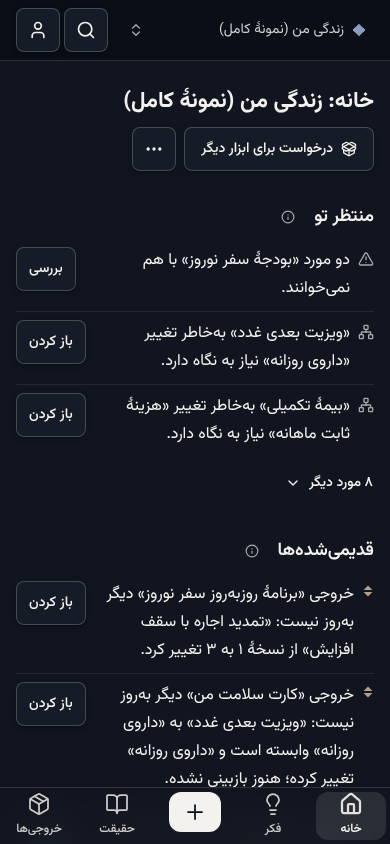 زندگی من (نمونهٔ کامل)
خانه: زندگی من (نمونهٔ کامل)
درخواست برای ابزار دیگر
منتظر تو
دو مورد «بودجهٔ سفر نوروز» با هم
نمی‌خوانند.
بررسی
«ویزیت بعدی غدد» به‌خاطر تغییر
«داروی روزانه» نیاز به نگاه دارد.
باز کردن
«بیمهٔ تکمیلی» به‌خاطر تغییر «هزینهٔ
ثابت ماهانه» نیاز به نگاه دارد.
باز کردن
۸ مورد دیگر
قدیمی‌شده‌ها
خروجی «برنامهٔ روزبه‌روز سفر نوروز» دیگر
به‌روز نیست: «تمدید اجاره با سقف
افزایش» از نسخهٔ ۱ به ۳ تغییر کرد.
باز کردن
خروجی «کارت سلامت من» دیگر به‌روز
نیست: «ویزیت بعدی غدد» به «داروی
روزانه» وابسته است و «داروی روزانه»
تغییر کرده؛ هنوز بازبینی نشده.
باز کردن
خانه
فکر
حقیقت
خروجی‌ها